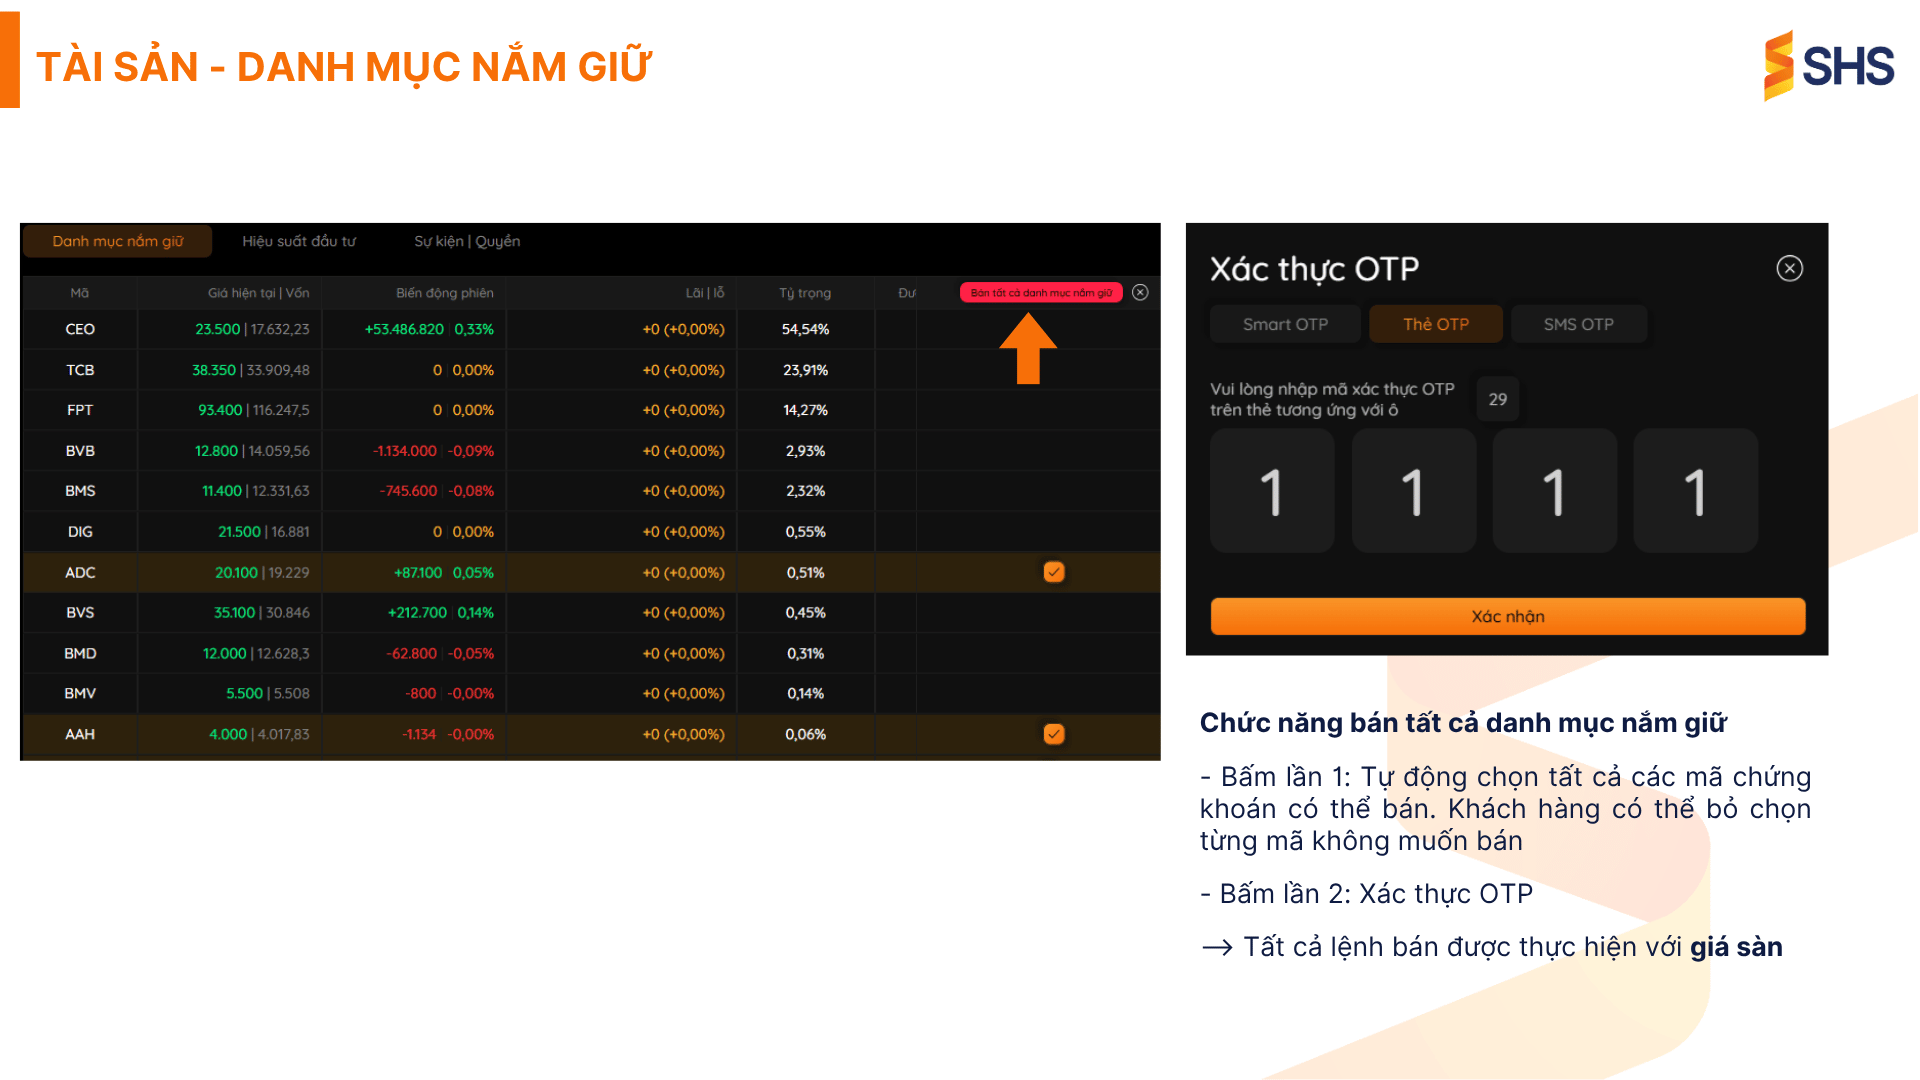 TÀI SẢN - DANH MỤC NẮM GIỮ
SHS
Danh mục nắm giữ Hiệu suất đầu tư Sự kiện | Quyền
Mã Giá hiện tại | Vốn Biến động phiên Lãi | lỗ Tỷ trọng Đư Bán tất cả danh mục nắm giữ
CEO 23.500 | 17.632,23 +53.486.820 | 0,33% +0 (+0,00%) 54,54%
TCB 38.350 | 33.909,48 0 | 0,00% +0 (+0,00%) 23,91%
FPT 93.400 | 116.247,5 0 | 0,00% +0 (+0,00%) 14,27%
BVB 12.800 | 14.059,56 -1.134.000 | -0,09% +0 (+0,00%) 2,93%
BMS 11.400 | 12.331,63 -745.600 | -0,08% +0 (+0,00%) 2,32%
DIG 21.500 | 16.881 0 | 0,00% +0 (+0,00%) 0,55%
ADC 20.100 | 19.229 +87.100 0,05% +0 (+0,00%) 0,51%
BVS 35.100 | 30.846 +212.700 | 0,14% +0 (+0,00%) 0,45%
BMD 12.000 | 12.628,3 -62.800 | -0,05% +0 (+0,00%) 0,31%
BMV 5.500 | 5.508 -800 | -0,00% +0 (+0,00%) 0,14%
AAH 4.000 | 4.017,83 -1.134 -0,00% +0 (+0,00%) 0,06%
Xác thực OTP
Smart OTP Thẻ OTP SMS OTP
Vui lòng nhập mã xác thực OTP
trên thẻ tương ứng với ô 29
1 1 1 1
Xác nhận
Chức năng bán tất cả danh mục nắm giữ
- Bấm lần 1: Tự động chọn tất cả các mã chứng
khoán có thể bán. Khách hàng có thể bỏ chọn
từng mã không muốn bán
- Bấm lần 2: Xác thực OTP
→ Tất cả lệnh bán được thực hiện với giá sàn